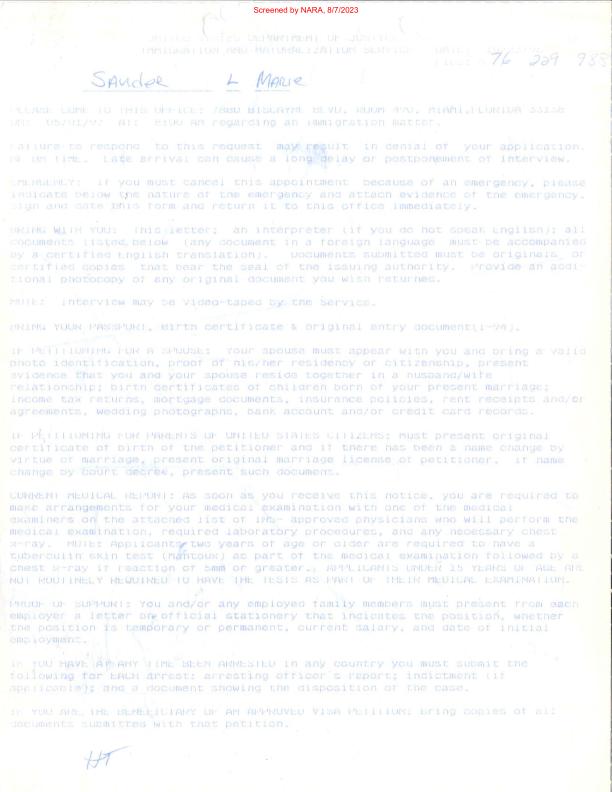 Screened by NARA, 8/7/2023
UNITED STATES DEPARTMENT OF JUSTICE
IMMIGRATION AND NATURALIZATION SERVICE DATE:
76 229 933
Sander L Marie
PLEASE COME TO THIS OFFICE: 7880 BISCAYNE BLVD, ROOM 990, MIAMI, FLORIDA 33138
ON: 05/01/97 AT: 8:00 AM regarding an immigration matter.
Failure to respond to this request may result in denial of your application.
BE ON TIME. Late arrival can cause a long delay or postponement of interview.
EMERGENCY: If you must cancel this appointment because of an emergency, please
indicate below the nature of the emergency and attach evidence of the emergency.
Sign and date this form and return it to this office immediately.
BRING WITH YOU: This letter; an interpreter (if you do not speak English); all
documents listed below (any document in a foreign language must be accompanied
by a certified English translation). Documents submitted must be originals, or
certified copies that bear the seal of the issuing authority. Provide an addi-
tional photocopy of any original document you wish returned.
NOTE: Interview may be video-taped by the Service.
BRING YOUR PASSPORT, birth certificate & original entry document(I-94).
IF PETITIONING FOR A SPOUSE: Your spouse must appear with you and bring a valid
photo identification, proof of his/her residency or citizenship, present
evidence that you and your spouse reside together in a husband/wife
relationship; birth certificates of children born of your present marriage;
income tax returns, mortgage documents, insurance policies, rent receipts and/or
agreements, wedding photographs, bank account and/or credit card records.
IF PETITIONING FOR PARENTS OF UNITED STATES CITIZENS: Must present original
certificate of birth of the petitioner and if there has been a name change by
virtue of marriage, present original marriage license of petitioner. If name
change by court decree, present such document.
CURRENT MEDICAL REPORT: As soon as you receive this notice, you are required to
make arrangements for your medical examination with one of the medical
examiners on the attached list of INS- approved physicians who will perform the
medical examination, required laboratory procedures, and any necessary chest
x-ray. NOTE: Applicants two years of age or older are required to have a
tuberculin skin test (Mantoux) as part of the medical examination followed by a
chest x-ray if reaction of 5mm or greater., APPLICANTS UNDER 15 YEARS OF AGE ARE
NOT ROUTINELY REQUIRED TO HAVE THE TESTS AS PART OF THEIR MEDICAL EXAMINATION.
PROOF OF SUPPORT: You and/or any employed family members must present from each
employer a letter on official stationery that indicates the position, whether
the position is temporary or permanent, current salary, and date of initial
employment.
IF YOU HAVE AT ANY TIME BEEN ARRESTED in any country you must submit the
following for EACH arrest: arresting officer's report; indictment (if
applicable); and a document showing the disposition of the case.
IF YOU ARE THE BENEFICIARY OF AN APPROVED VISA PETITION: Bring copies of all
documents submitted with that petition.
HT